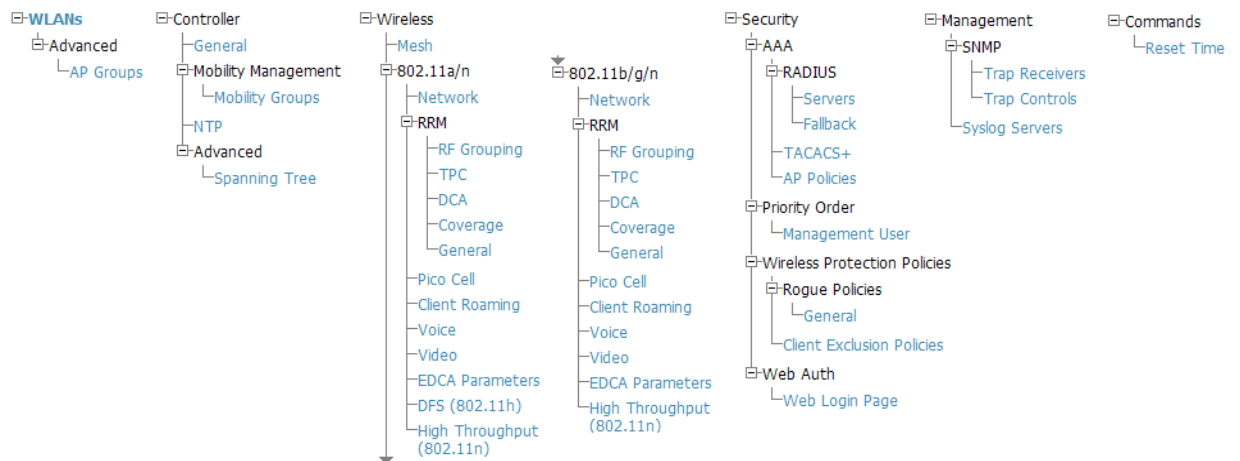 WLANs
Advanced
AP Groups
Controller
General
Mobility Management
Mobility Groups
NTP
Advanced
Spanning Tree
Wireless
Mesh
802.11a/n
Network
RRM
RF Grouping
TPC
DCA
Coverage
General
Pico Cell
Client Roaming
Voice
Video
EDCA Parameters
DFS (802.11h)
High Throughput
(802.11n)
802.11b/g/n
Network
RRM
RF Grouping
TPC
DCA
Coverage
General
Pico Cell
Client Roaming
Voice
Video
EDCA Parameters
High Throughput
(802.11n)
Security
AAA
RADIUS
Servers
Fallback
TACACS+
AP Policies
Priority Order
Management User
Wireless Protection Policies
Rogue Policies
General
Client Exclusion Policies
Web Auth
Web Login Page
Management
SNMP
Trap Receivers
Trap Controls
Syslog Servers
Commands
Reset Time